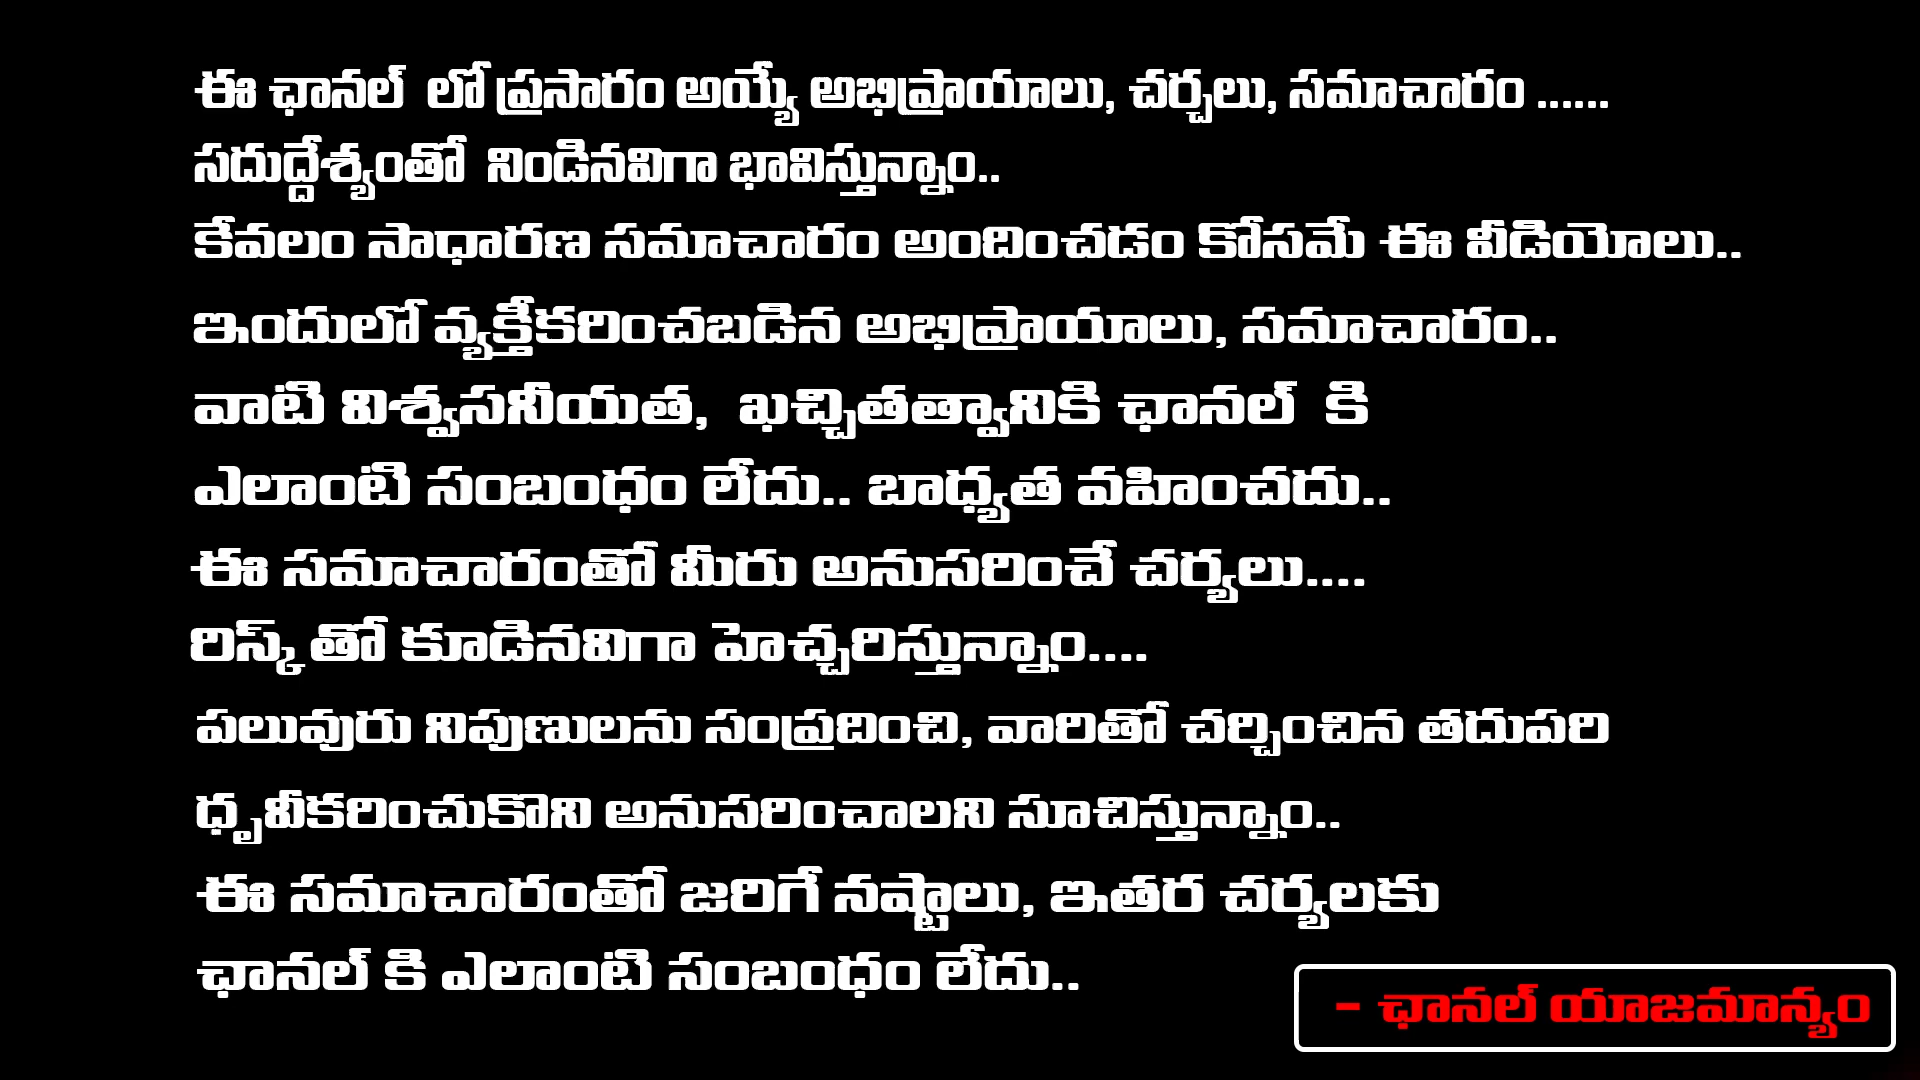 ఈ ఛానల్ లో ప్రసారం అయ్యే అభిప్రాయాలు, చర్చలు, సమాచారం ......
సదుద్దేశ్యంతో నిండినవిగా భావిస్తున్నాం..
కేవలం సాధారణ సమాచారం అందించడం కోసమే ఈ వీడియోలు..
ఇందులో వ్యక్తీకరించబడిన అభిప్రాయాలు, సమాచారం..
వాటి విశ్వసనీయత, ఖచ్చితత్వానికి ఛానల్ కి
ఎలాంటి సంబంధం లేదు.. బాధ్యత వహించదు..
ఈ సమాచారంతో మీరు అనుసరించే చర్యలు....
రిస్క్ తో కూడినవిగా హెచ్చరిస్తున్నాం....
పలువురు నిపుణులను సంప్రదించి, వారితో చర్చించిన తదుపరి
ధృవీకరించుకొని అనుసరించాలని సూచిస్తున్నాం..
ఈ సమాచారంతో జరిగే నష్టాలు, ఇతర చర్యలకు
ఛానల్ కి ఎలాంటి సంబంధం లేదు..
- ఛానల్ యాజమాన్యం